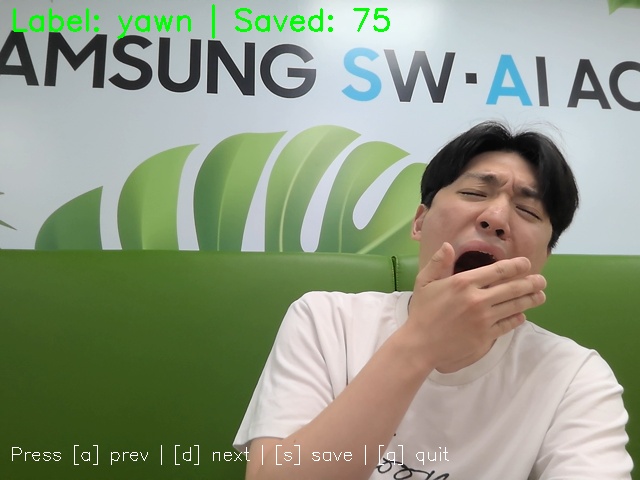 Label: yawn | Saved: 75
AMSUNG SW·AI AC
Press [a] prev | [d] next | [s] save | [q] quit